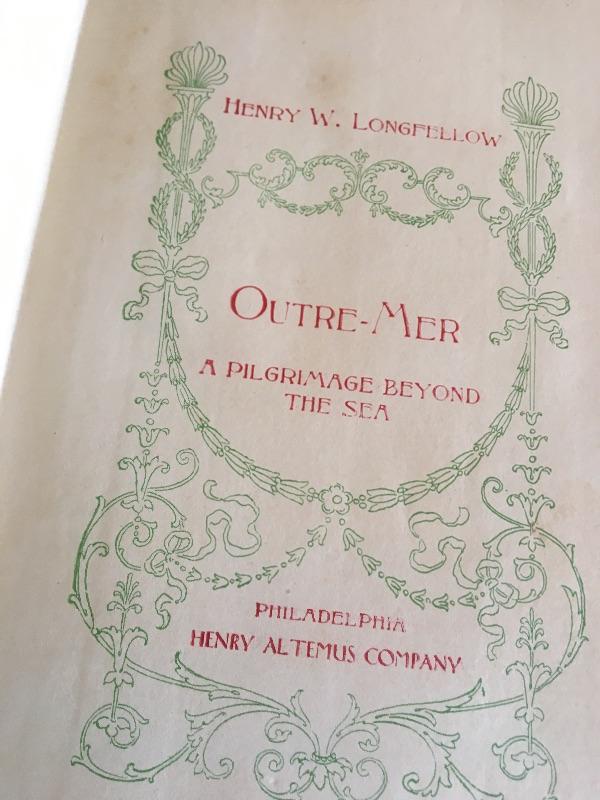 Henry W. Longfellow
Outre-Mer
A Pilgrimage Beyond
The Sea
Philadelphia
Henry Altemus Company